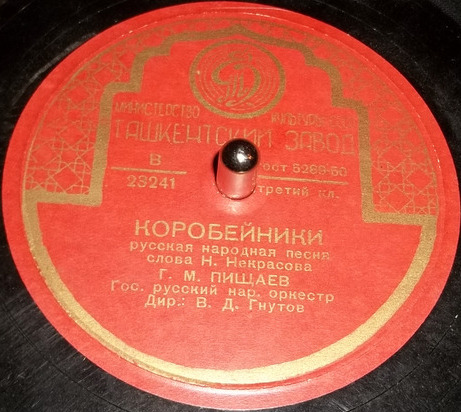 МИНИСТЕРСТВО КУЛЬТУРЫ
ТАШКЕНТСКИЙ ЗАВОД
В
23241
ГОСТ 5289-50
третий кл.
КОРОБЕЙНИКИ
русская народная песня
слова Н. Некрасова
Г. М. ПИЩАЕВ
Гос. русский нар. оркестр
Дир.: В. Д. Гнутов